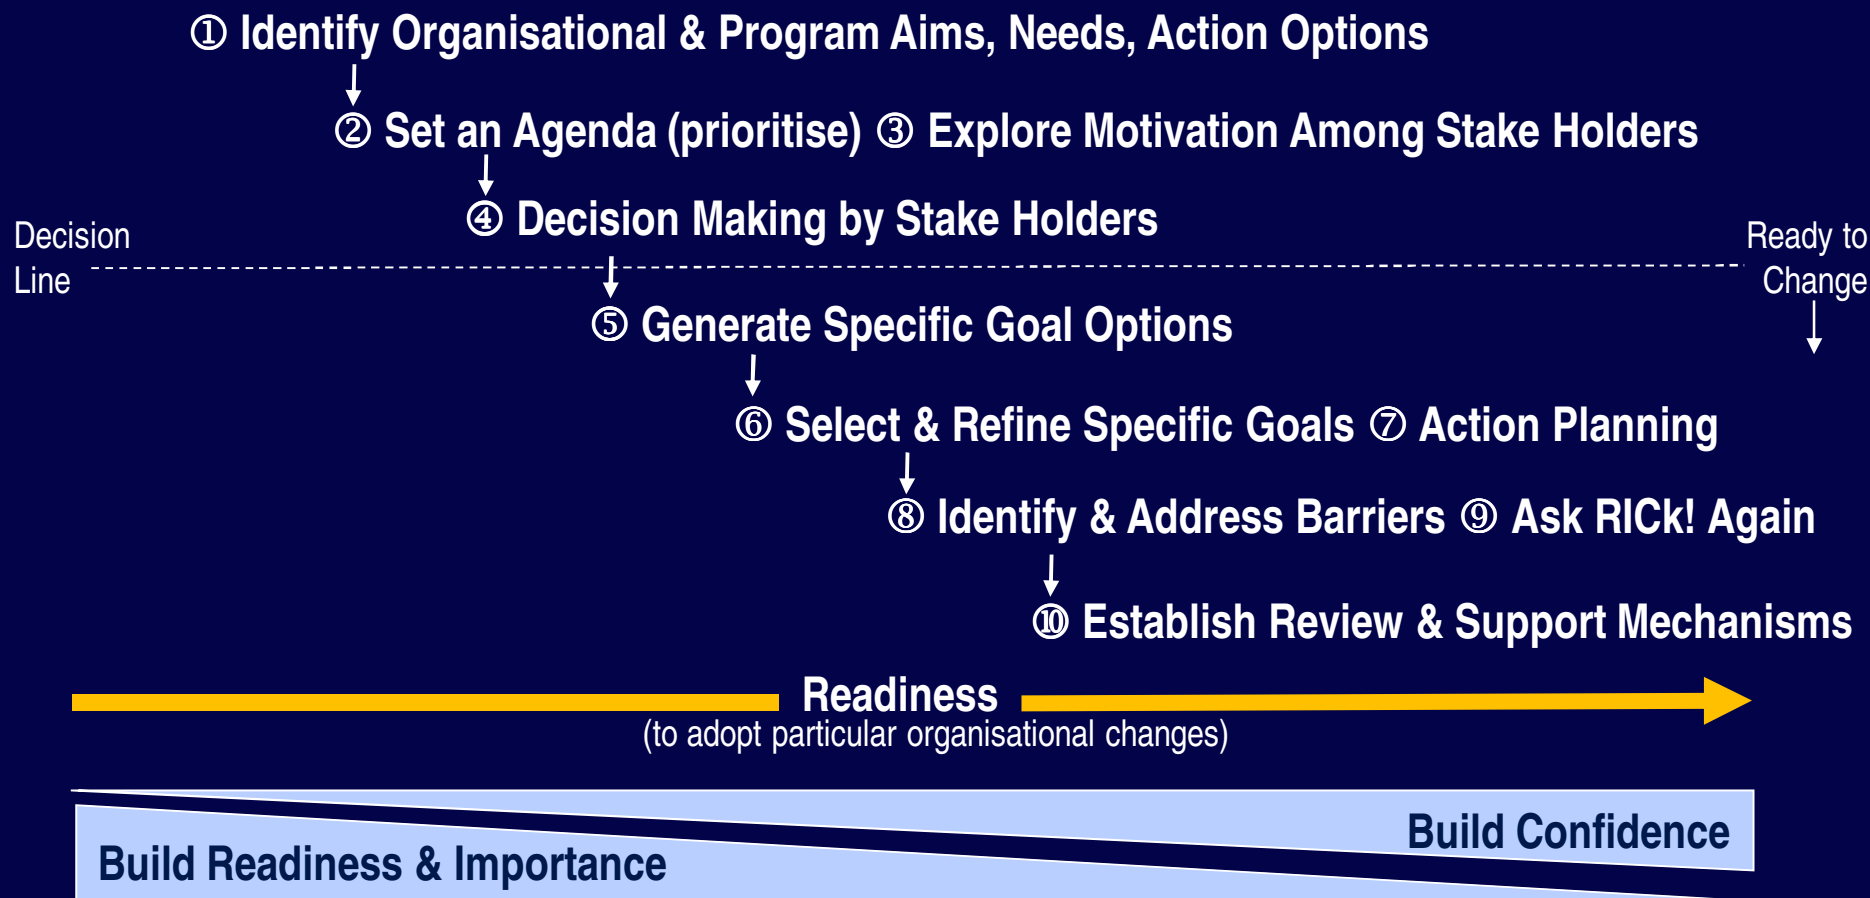 ① Identify Organisational & Program Aims, Needs, Action Options
② Set an Agenda (prioritise) ③ Explore Motivation Among Stake Holders
④ Decision Making by Stake Holders
Decision
Line
Ready to
Change
⑤ Generate Specific Goal Options
⑥ Select & Refine Specific Goals ⑦ Action Planning
⑧ Identify & Address Barriers ⑨ Ask RICk! Again
⑩ Establish Review & Support Mechanisms
Readiness
(to adopt particular organisational changes)
Build Confidence
Build Readiness & Importance